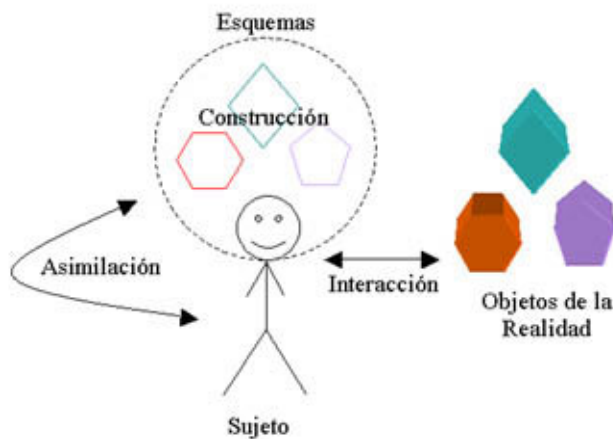 Esquemas
Construcción
Asimilación
Interacción
Objetos de la
Realidad
Sujeto